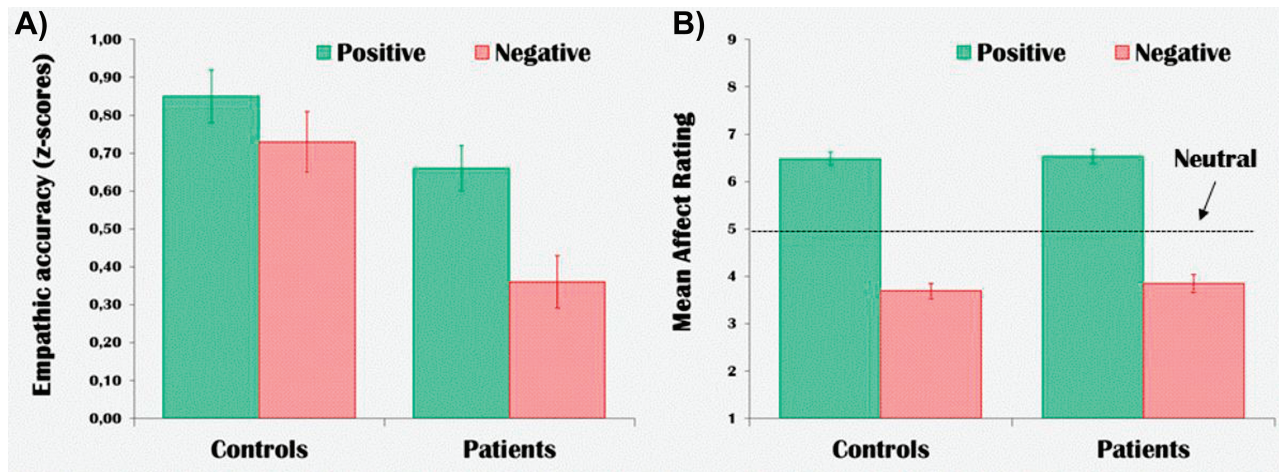 A)
Empathic accuracy (z-scores)
1,00
0,90
0,80
0,70
0,60
0,50
0,40
0,30
0,20
0,10
0,00
Positive
Negative
Controls
Patients
B)
Mean Affect Rating
9
8
7
6
5
4
3
2
1
Positive
Negative
Neutral
Controls
Patients